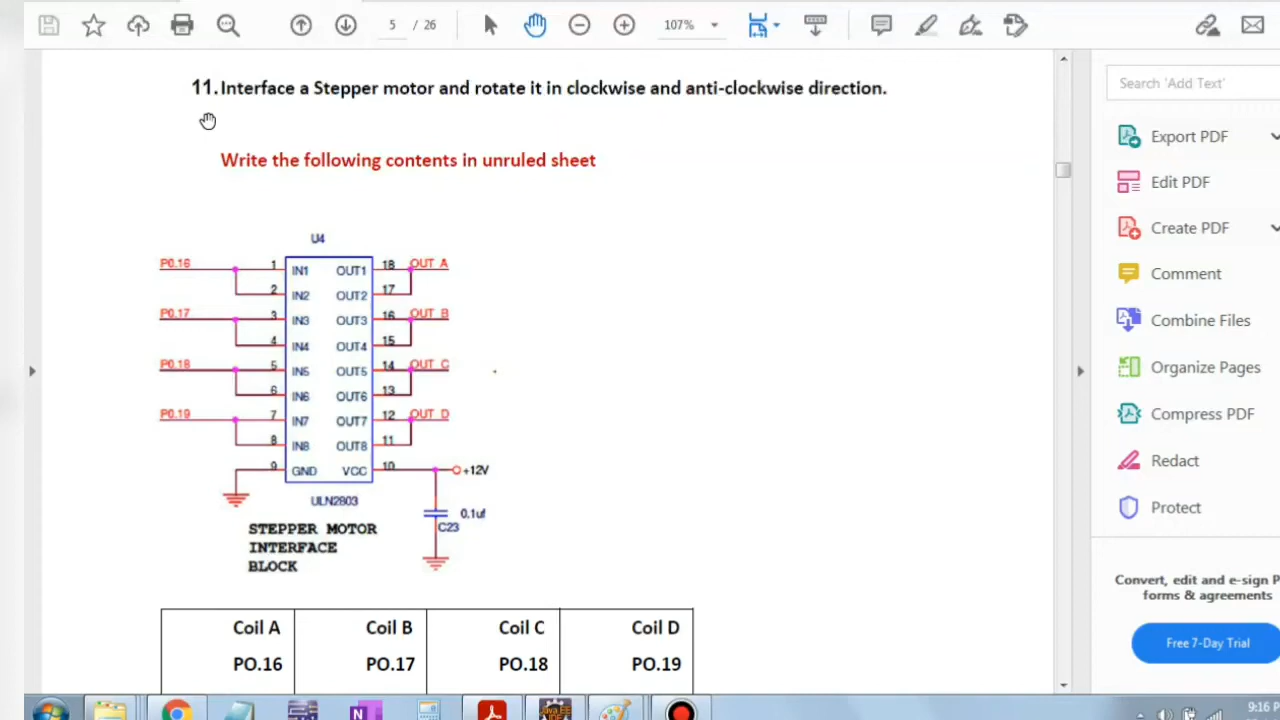 5 / 26 107%
11. Interface a Stepper motor and rotate it in clockwise and anti-clockwise direction.
Write the following contents in unruled sheet
U4
P0.16 1 IN1 OUT1 18 OUT A
2 IN2 OUT2 17
P0.17 3 IN3 OUT3 16 OUT B
4 IN4 OUT4 15
P0.18 5 IN5 OUT5 14 OUT C
6 IN6 OUT6 13
P0.19 7 IN7 OUT7 12 OUT D
8 IN8 OUT8 11
9 GND VCC 10 +12V
ULN2803
0.1uf
C23
STEPPER MOTOR
INTERFACE
BLOCK
Coil A Coil B Coil C Coil D
PO.16 PO.17 PO.18 PO.19
Search 'Add Text'
Export PDF
Edit PDF
Create PDF
Comment
Combine Files
Organize Pages
Compress PDF
Redact
Protect
Convert, edit and e-sign P
forms & agreements
Free 7-Day Trial
Java EE
IDE
9:16 P